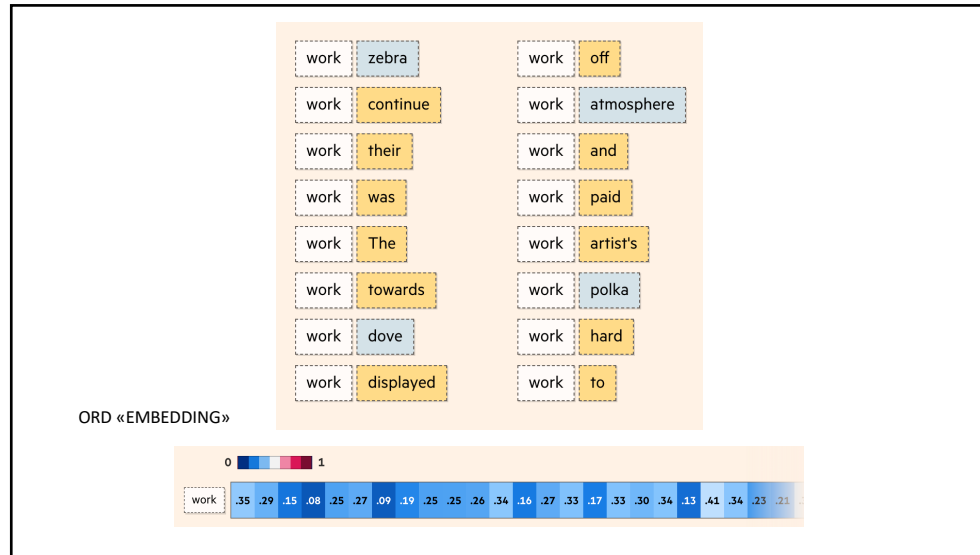 work zebra work off
work continue work atmosphere
work their work and
work was work paid
work The work artist's
work towards work polka
work dove work hard
work displayed work to
ORD «EMBEDDING»
0 1
work .35 .29 .15 .08 .25 .27 .09 .19 .25 .25 .26 .34 .16 .27 .33 .17 .33 .30 .34 .13 .41 .34 .23 .21